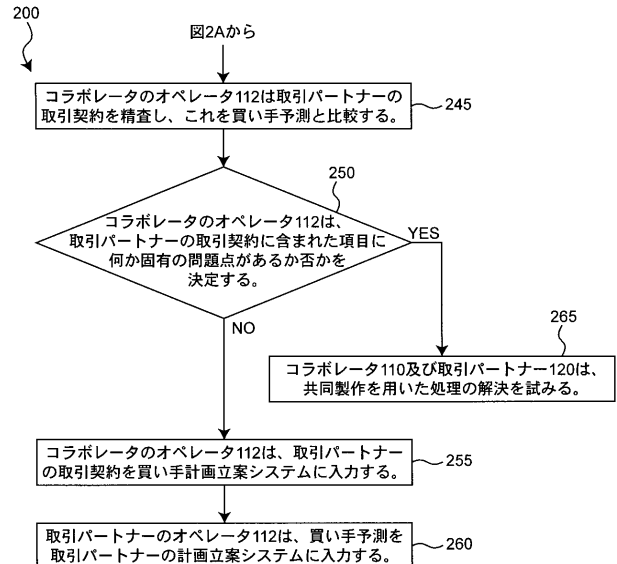 200
図2Aから
コラボレータのオペレータ112は取引パートナーの
取引契約を精査し、これを買い手予測と比較する。
245
250
コラボレータのオペレータ112は、
取引パートナーの取引契約に含まれた項目に
何か固有の問題点があるか否かを
決定する。
YES
NO
265
コラボレータ110及び取引パートナー120は、
共同製作を用いた処理の解決を試みる。
コラボレータのオペレータ112は、取引パートナー
の取引契約を買い手計画立案システムに入力する。
255
取引パートナーのオペレータ112は、買い手予測を
取引パートナーの計画立案システムに入力する。
260